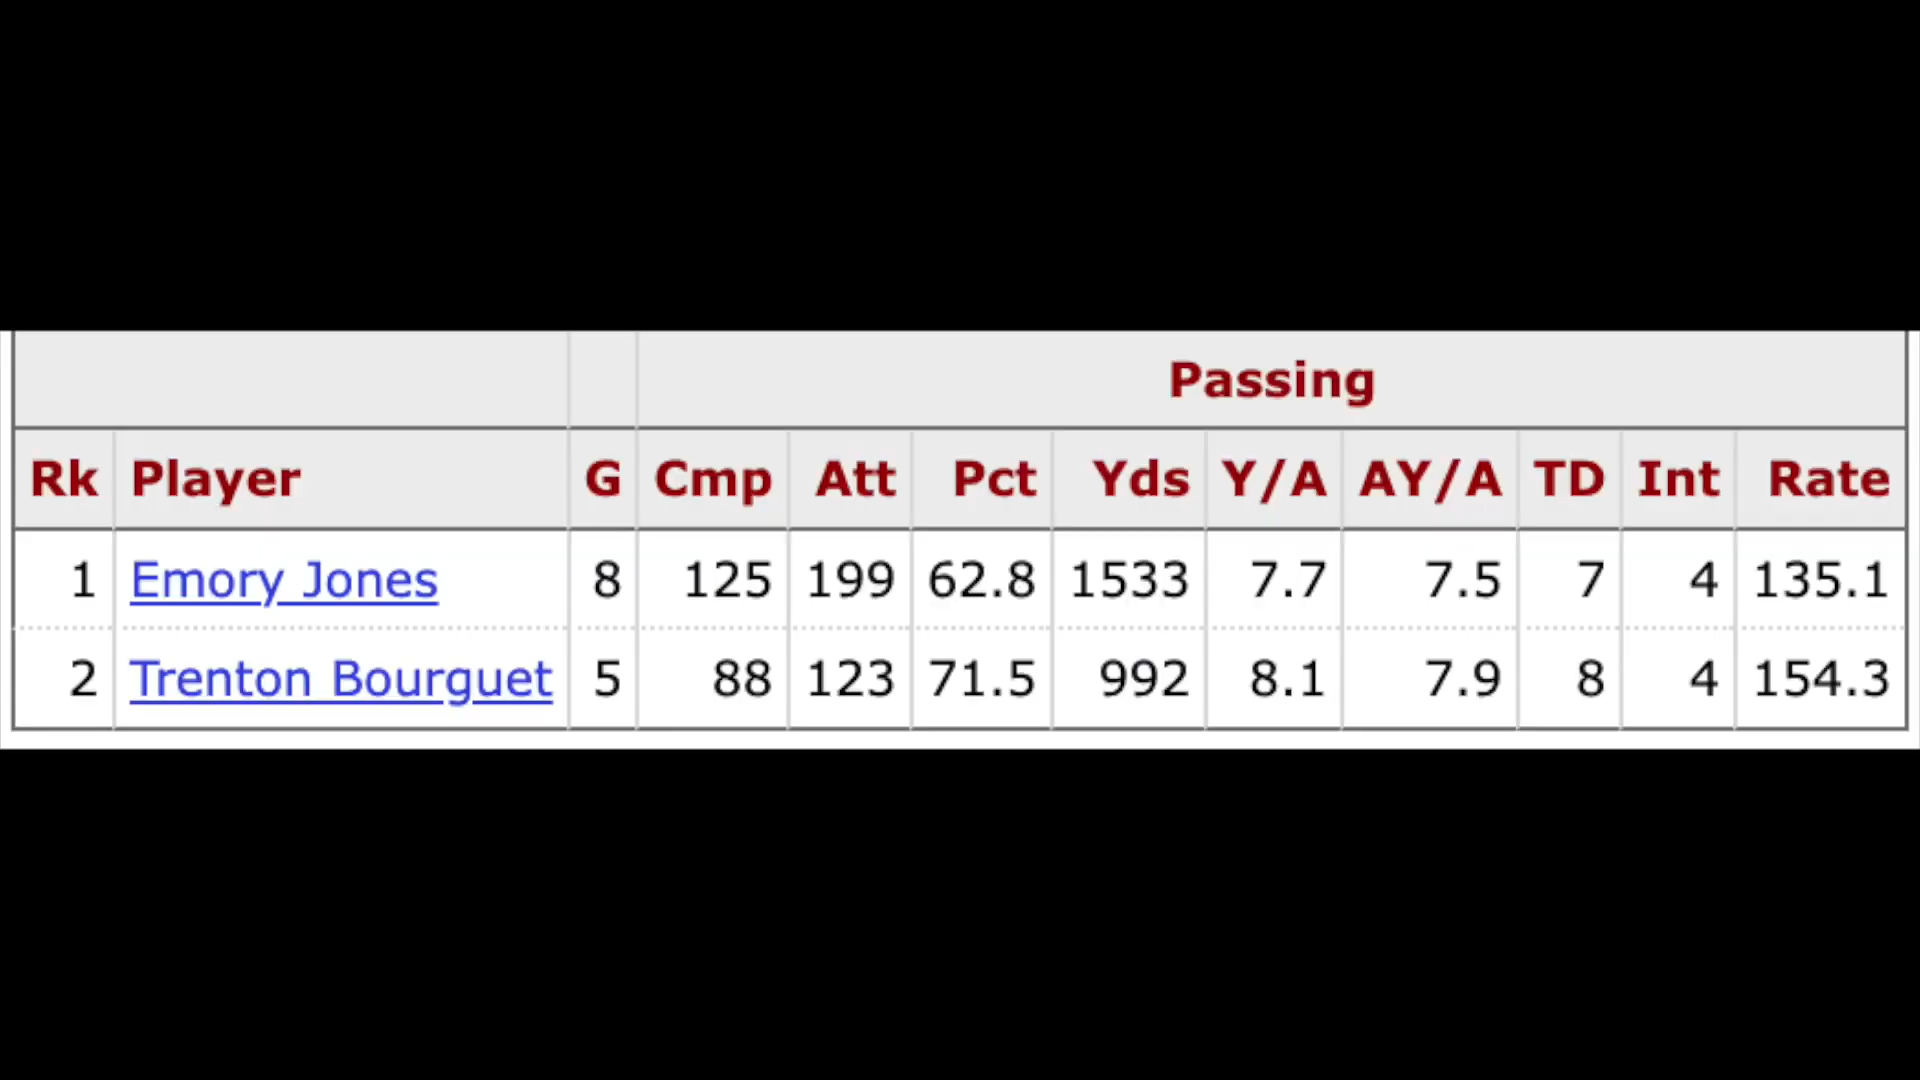 Passing
Rk Player G Cmp Att Pct Yds Y/A AY/A TD Int Rate
1 Emory Jones 8 125 199 62.8 1533 7.7 7.5 7 4 135.1
2 Trenton Bourguet 5 88 123 71.5 992 8.1 7.9 8 4 154.3